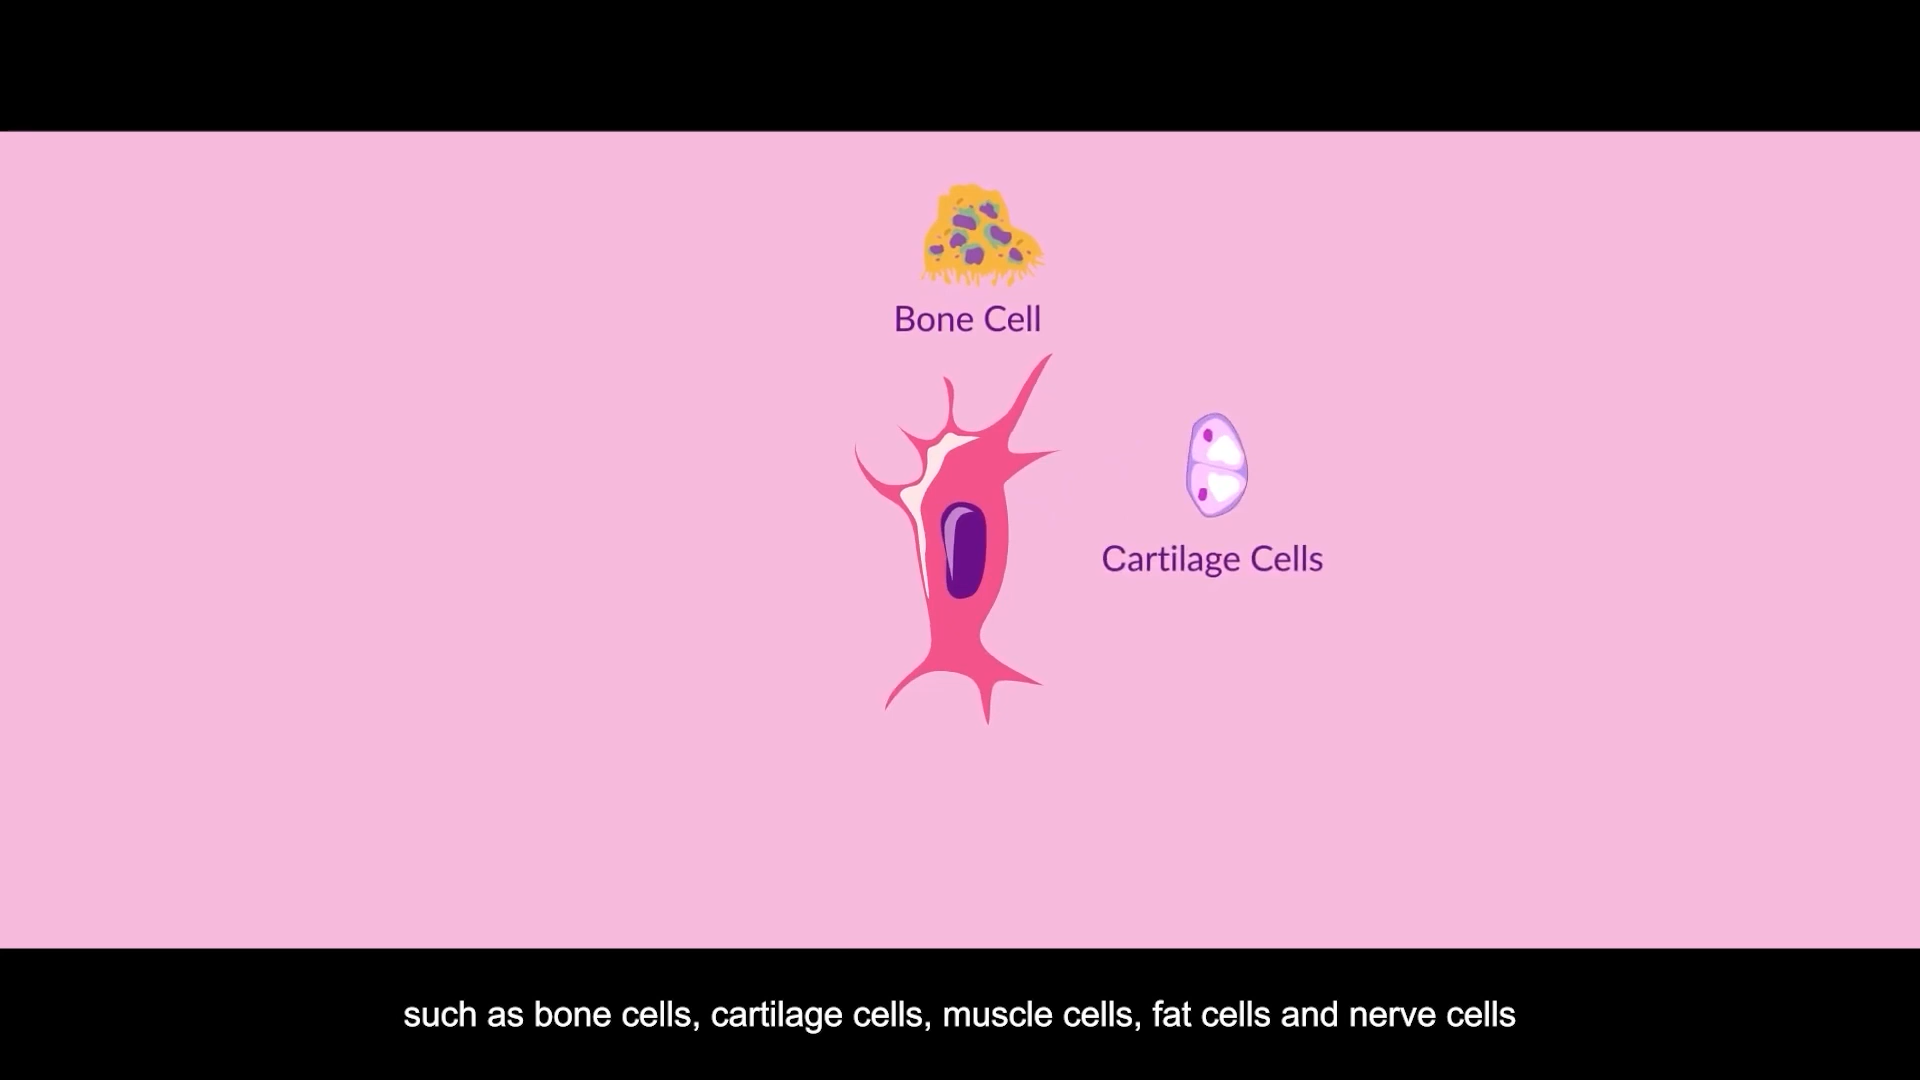 Bone Cell
Cartilage Cells
such as bone cells, cartilage cells, muscle cells, fat cells and nerve cells